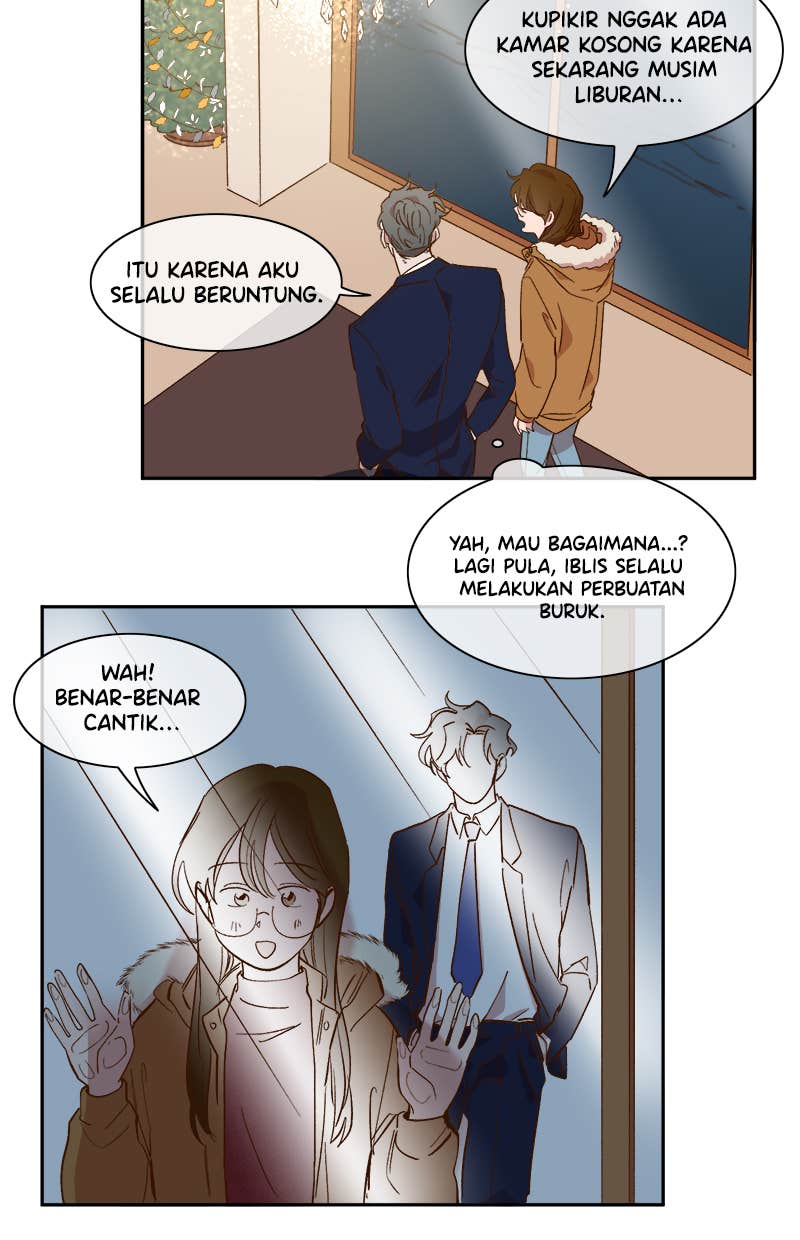 KUPIKIR NGGAK ADA
KAMAR KOSONG KARENA
SEKARANG MUSIM
LIBURAN...
ITU KARENA AKU
SELALU BERUNTUNG.
YAH, MAU BAGAIMANA...?
LAGI PULA, IBLIS SELALU
MELAKUKAN PERBUATAN
BURUK.
WAH!
BENAR-BENAR
CANTIK...